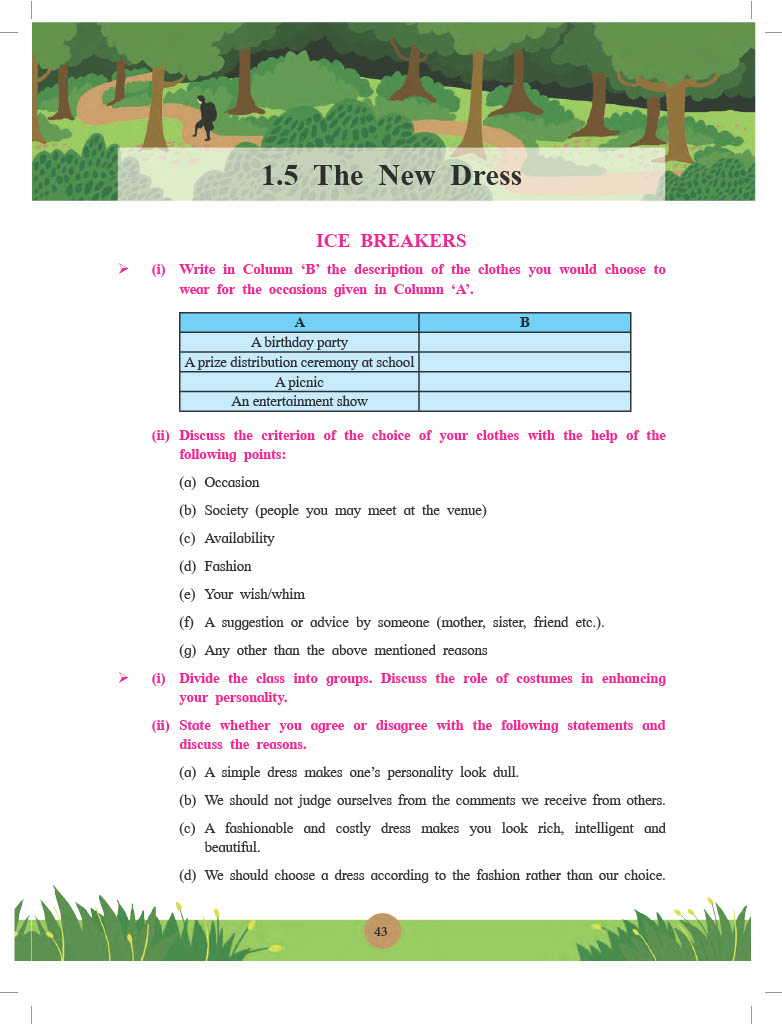 1.5 The New Dress
ICE BREAKERS
➢ (i) Write in Column ‘B’ the description of the clothes you would choose to
wear for the occasions given in Column ‘A’.
A B
A birthday party
A prize distribution ceremony at school
A picnic
An entertainment show
(ii) Discuss the criterion of the choice of your clothes with the help of the
following points:
(a) Occasion
(b) Society (people you may meet at the venue)
(c) Availability
(d) Fashion
(e) Your wish/whim
(f) A suggestion or advice by someone (mother, sister, friend etc.).
(g) Any other than the above mentioned reasons
➢ (i) Divide the class into groups. Discuss the role of costumes in enhancing
your personality.
(ii) State whether you agree or disagree with the following statements and
discuss the reasons.
(a) A simple dress makes one’s personality look dull.
(b) We should not judge ourselves from the comments we receive from others.
(c) A fashionable and costly dress makes you look rich, intelligent and
beautiful.
(d) We should choose a dress according to the fashion rather than our choice.
43